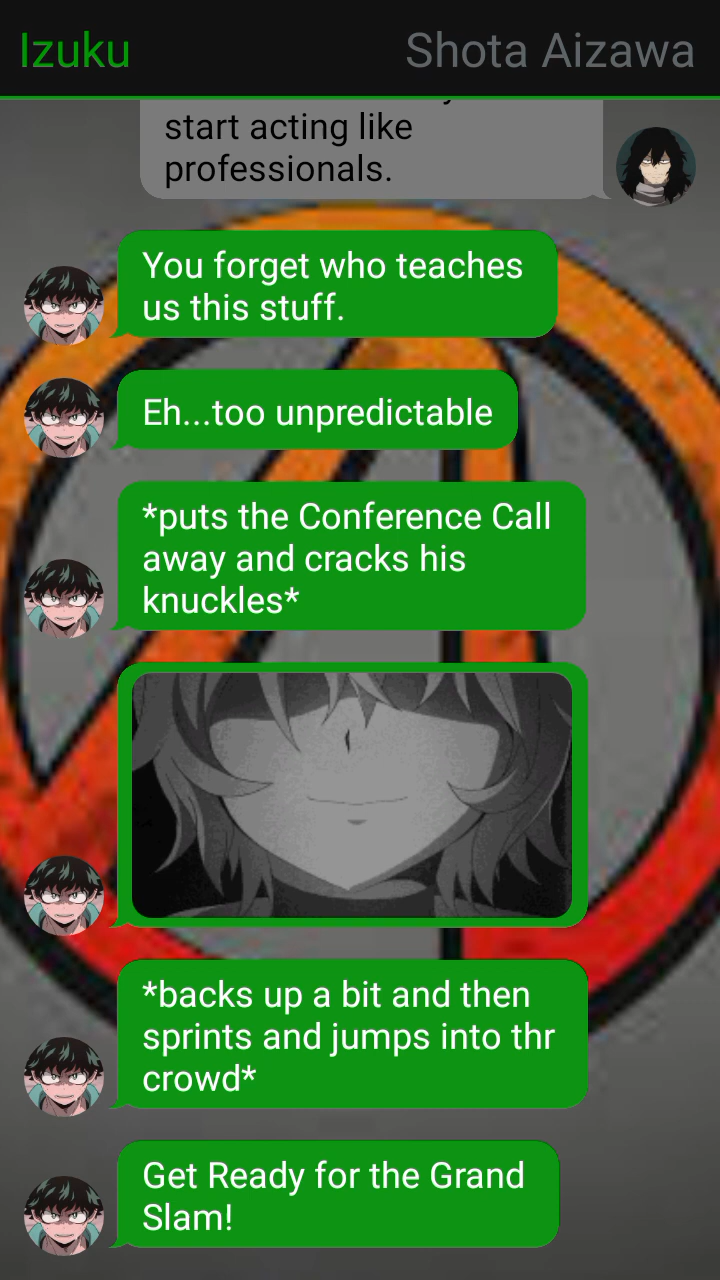 Izuku
Shota Aizawa
start acting like
professionals.
You forget who teaches
us this stuff.
Eh...too unpredictable
*puts the Conference Call
away and cracks his
knuckles*
*backs up a bit and then
sprints and jumps into thr
crowd*
Get Ready for the Grand
Slam!